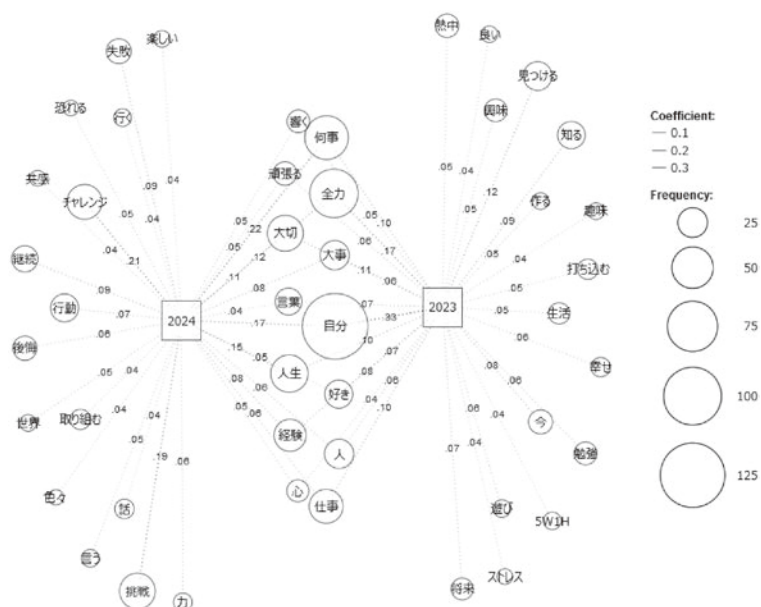 楽しい
失敗
恐れる
行く
共感
チャレンジ
継続
行動
後悔
世界
取り組む
色々
話
言う
挑戦
力
2024
.09
.04
.05
.04
.04
.21
.09
.07
.06
.05
.04
.04
.04
.05
.19
.06
響く
何事
頑張る
全力
大切
大事
言葉
自分
人生
好き
経験
人
心
仕事
.05
.22
.05
.11
.12
.08
.04
.17
.15
.05
.08
.06
.05
.06
.05
.10
.06
.17
.11
.06
.07
.33
.10
.07
.08
.06
.04
.10
2023
熱中
良い
見つける
興味
知る
作る
趣味
打ち込む
生活
幸せ
今
勉強
遊び
5W1H
ストレス
将来
.05
.04
.12
.05
.09
.05
.04
.05
.05
.06
.08
.06
.06
.04
.04
.07
Coefficient:
0.1
0.2
0.3
Frequency:
25
50
75
100
125